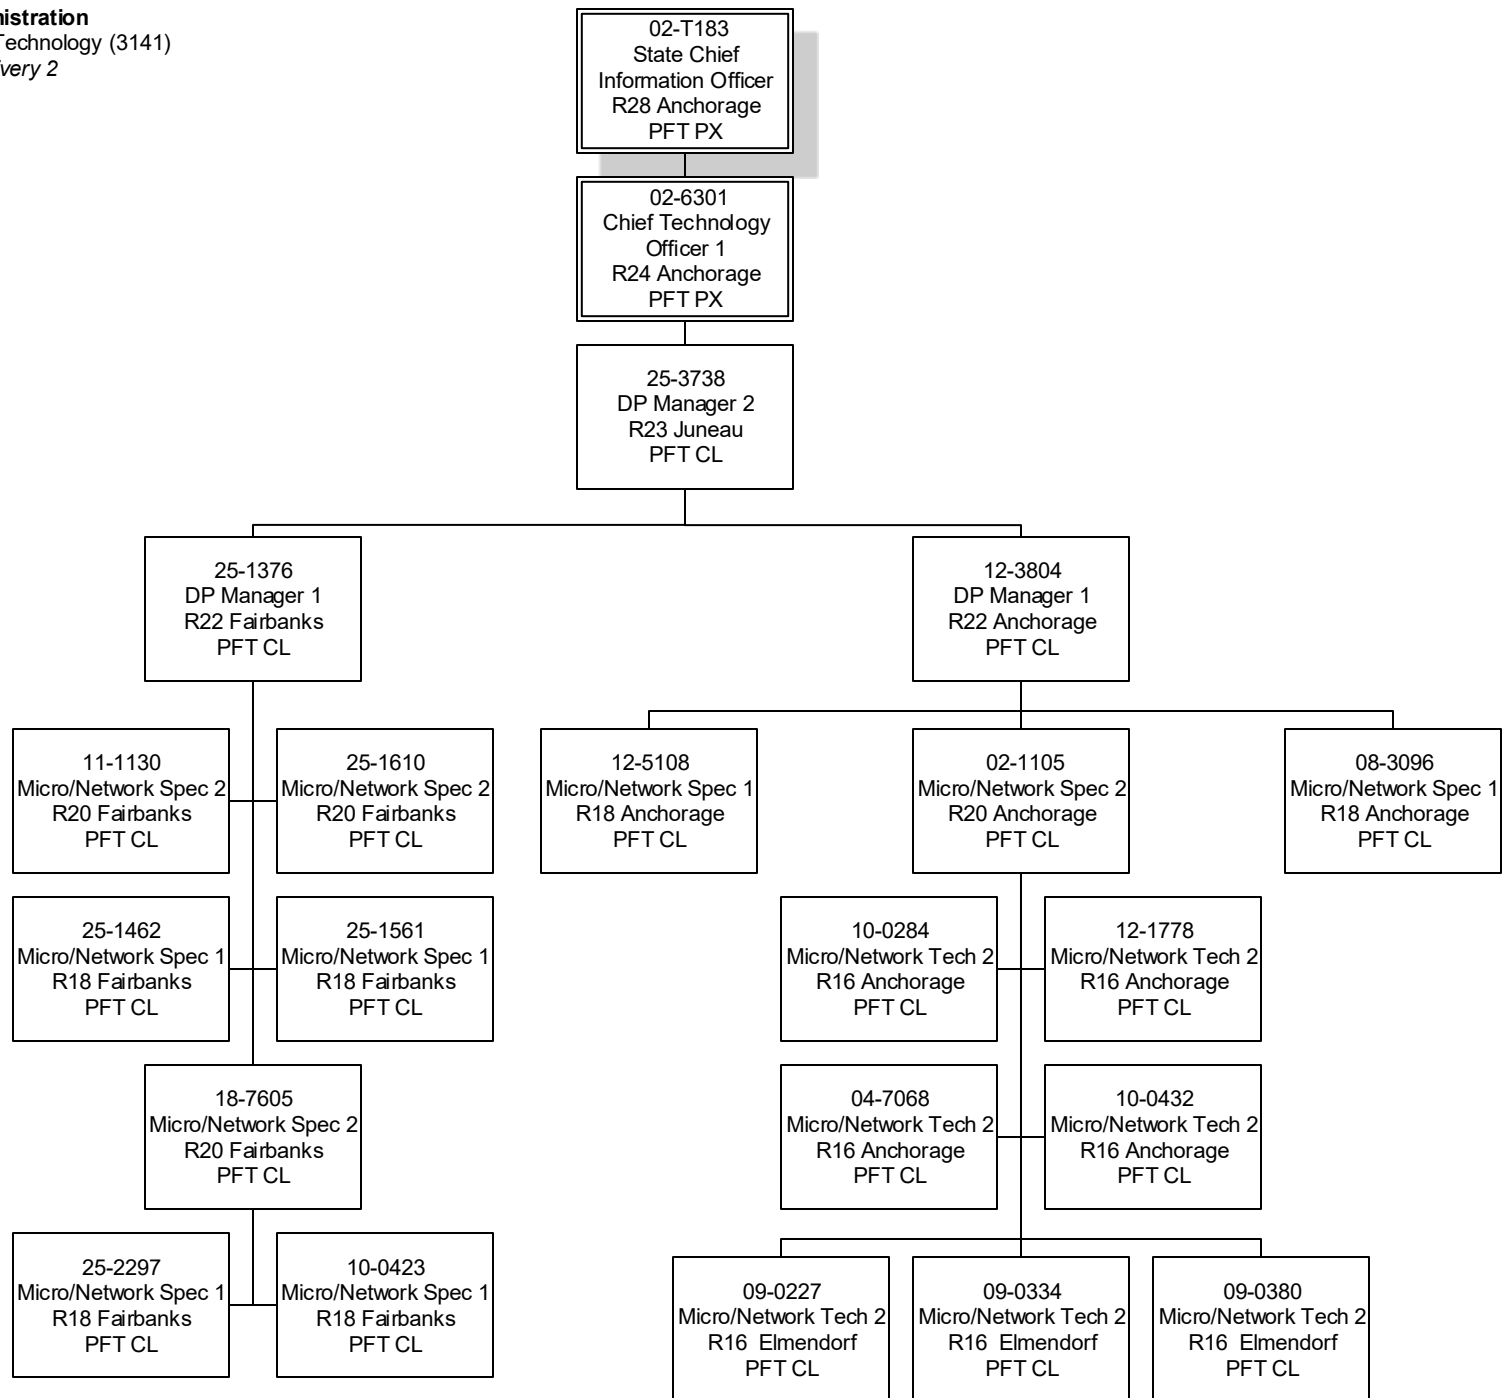 nistration
Technology (3141)
very 2
02-T183
State Chief
Information Officer
R28 Anchorage
PFT PX
02-6301
Chief Technology
Officer 1
R24 Anchorage
PFT PX
25-3738
DP Manager 2
R23 Juneau
PFT CL
25-1376
DP Manager 1
R22 Fairbanks
PFT CL
12-3804
DP Manager 1
R22 Anchorage
PFT CL
11-1130
Micro/Network Spec 2
R20 Fairbanks
PFT CL
25-1610
Micro/Network Spec 2
R20 Fairbanks
PFT CL
12-5108
Micro/Network Spec 1
R18 Anchorage
PFT CL
02-1105
Micro/Network Spec 2
R20 Anchorage
PFT CL
08-3096
Micro/Network Spec 1
R18 Anchorage
PFT CL
25-1462
Micro/Network Spec 1
R18 Fairbanks
PFT CL
25-1561
Micro/Network Spec 1
R18 Fairbanks
PFT CL
10-0284
Micro/Network Tech 2
R16 Anchorage
PFT CL
12-1778
Micro/Network Tech 2
R16 Anchorage
PFT CL
18-7605
Micro/Network Spec 2
R20 Fairbanks
PFT CL
04-7068
Micro/Network Tech 2
R16 Anchorage
PFT CL
10-0432
Micro/Network Tech 2
R16 Anchorage
PFT CL
25-2297
Micro/Network Spec 1
R18 Fairbanks
PFT CL
10-0423
Micro/Network Spec 1
R18 Fairbanks
PFT CL
09-0227
Micro/Network Tech 2
R16 Elmendorf
PFT CL
09-0334
Micro/Network Tech 2
R16 Elmendorf
PFT CL
09-0380
Micro/Network Tech 2
R16 Elmendorf
PFT CL